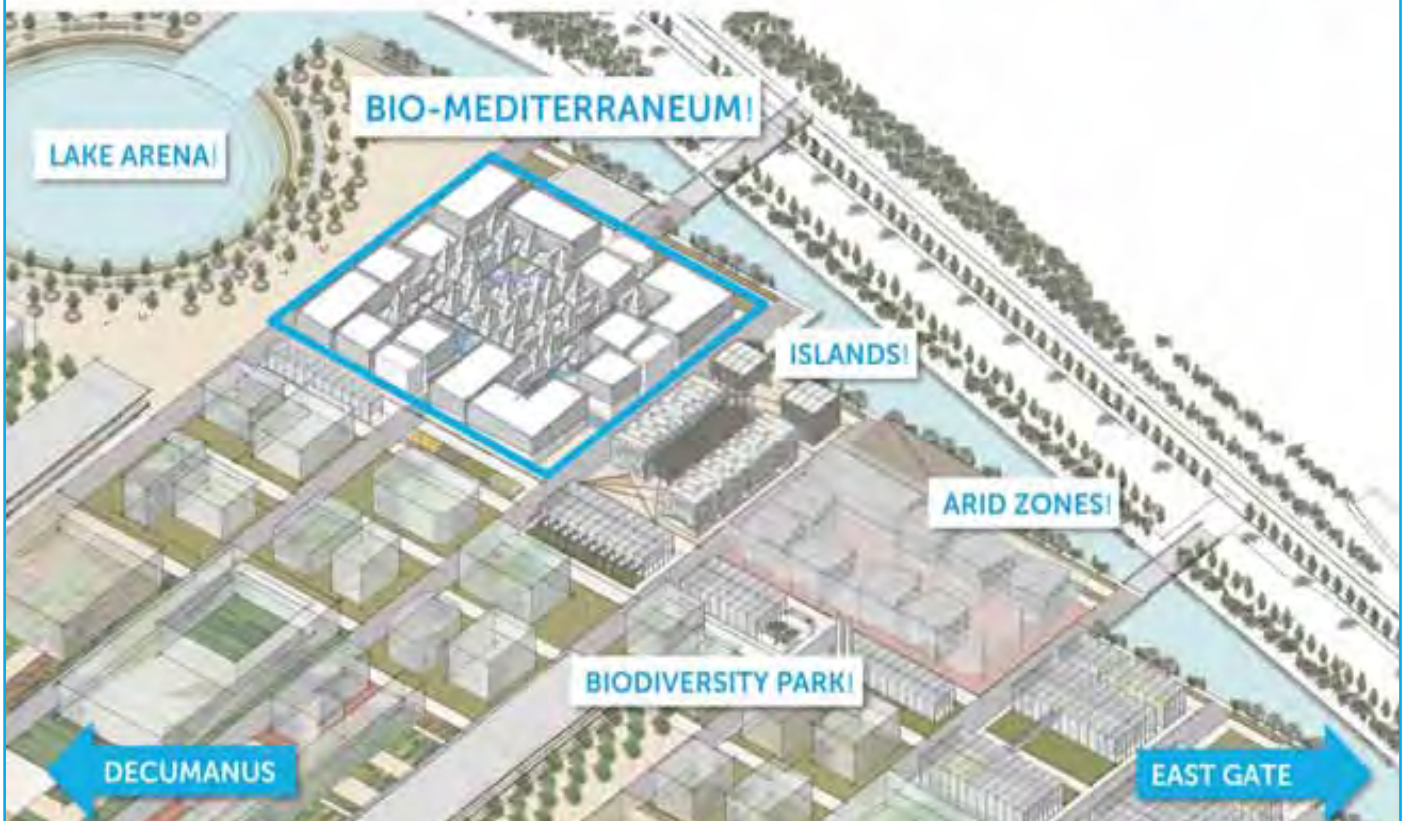 BIO-MEDITERRANEUM!
LAKE ARENA!
ISLANDS!
ARID ZONES!
BIODIVERSITY PARK!
DECUMANUS
EAST GATE